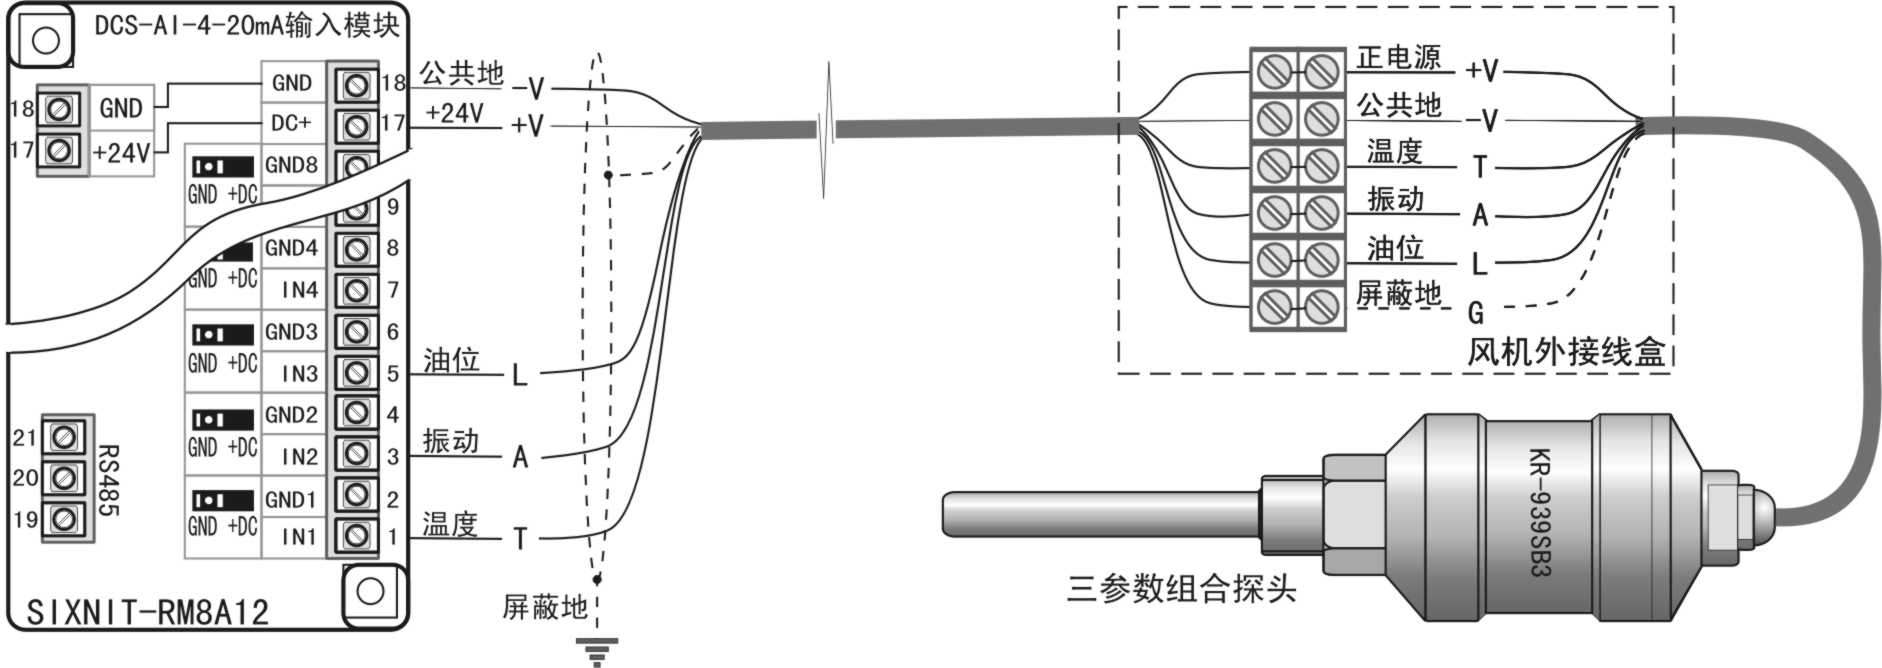 DCS-AI-4-20mA输入模块
18 GND
17 +24V
GND 18 公共地 -V
DC+ 17 +24V +V
GND8
GND +DC
9
GND4 8
GND +DC
IN4 7
GND3 6
GND +DC
IN3 5 油位 L
GND2 4
GND +DC
IN2 3 振动 A
GND1 2
GND +DC
IN1 1 温度 T
21
20
19
RS485
SIXNIT-RM8A12
屏蔽地
正电源 +V
公共地 -V
温度 T
振动 A
油位 L
屏蔽地 G
风机外接线盒
KR-939SB3
三参数组合探头